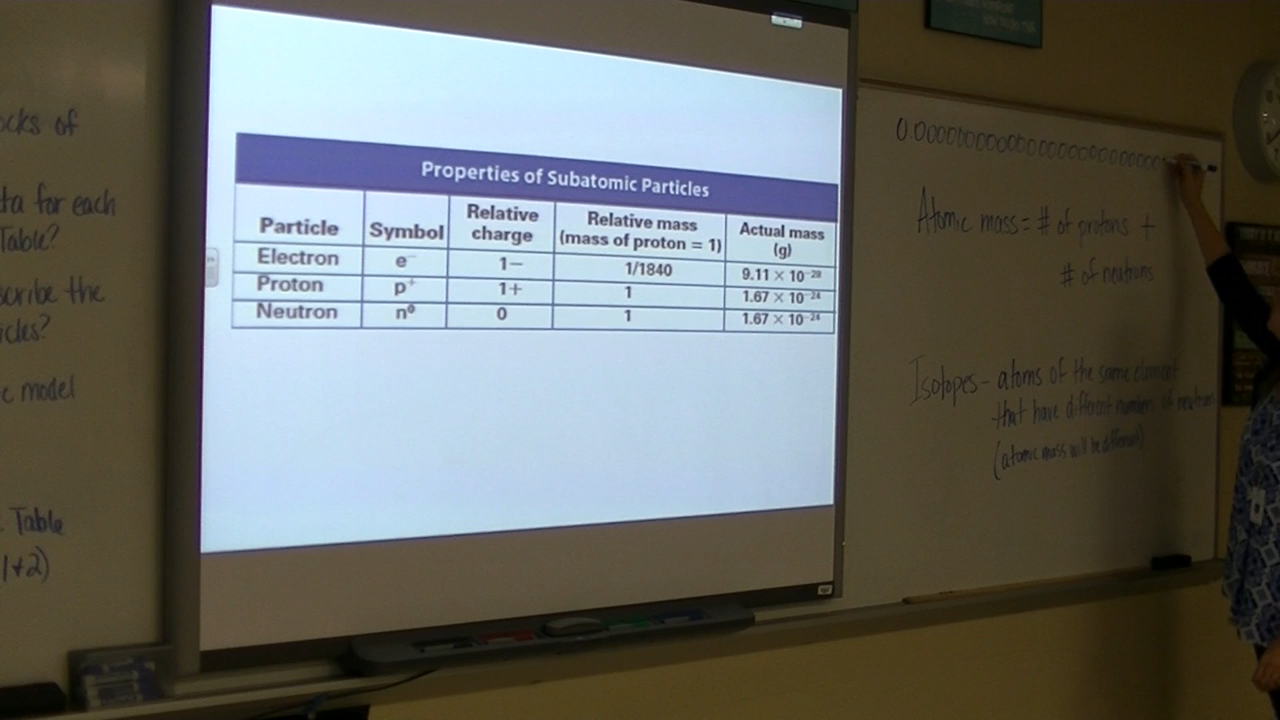 ocks of
ta for each
Table?
scribe the
icles?
c model
Table
1+2)
Properties of Subatomic Particles
Particle Symbol Relative charge Relative mass (mass of proton = 1) Actual mass (g)
Electron e⁻ 1− 1/1840 9.11 × 10⁻²⁸
Proton p⁺ 1+ 1 1.67 × 10⁻²⁴
Neutron n⁰ 0 1 1.67 × 10⁻²⁴
Atomic mass = # of protons +
# of neutrons
Isotopes - atoms of the same element
that have different numbers of neutrons
(atomic mass will be different)